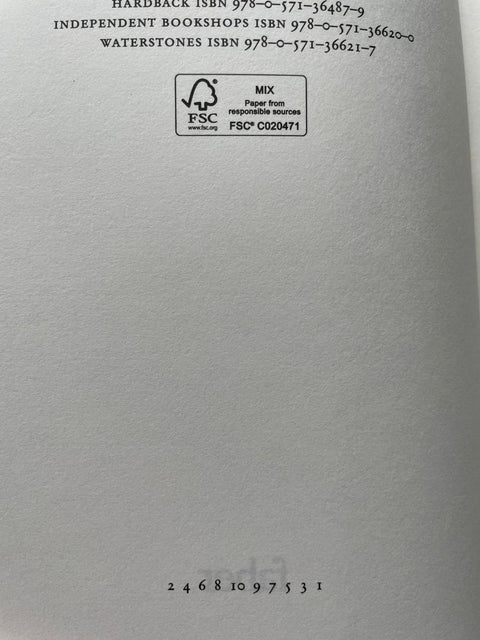 HARDBACK ISBN 978–0–571–36487–9
INDEPENDENT BOOKSHOPS ISBN 978–0–571–36620–0
WATERSTONES ISBN 978–0–571–36621–7
FSC
www.fsc.org
MIX
Paper from
responsible sources
FSC® C020471
faber
2 4 6 8 10 9 7 5 3 1